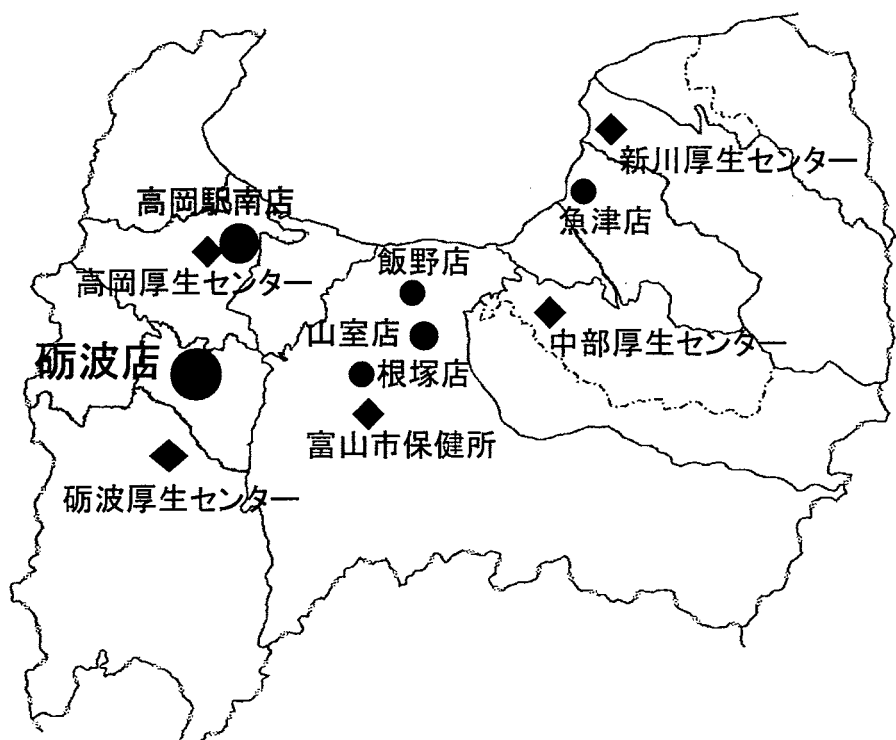 新川厚生センター
高岡駅南店
魚津店
飯野店
高岡厚生センター
山室店
中部厚生センター
砺波店
根塚店
富山市保健所
砺波厚生センター